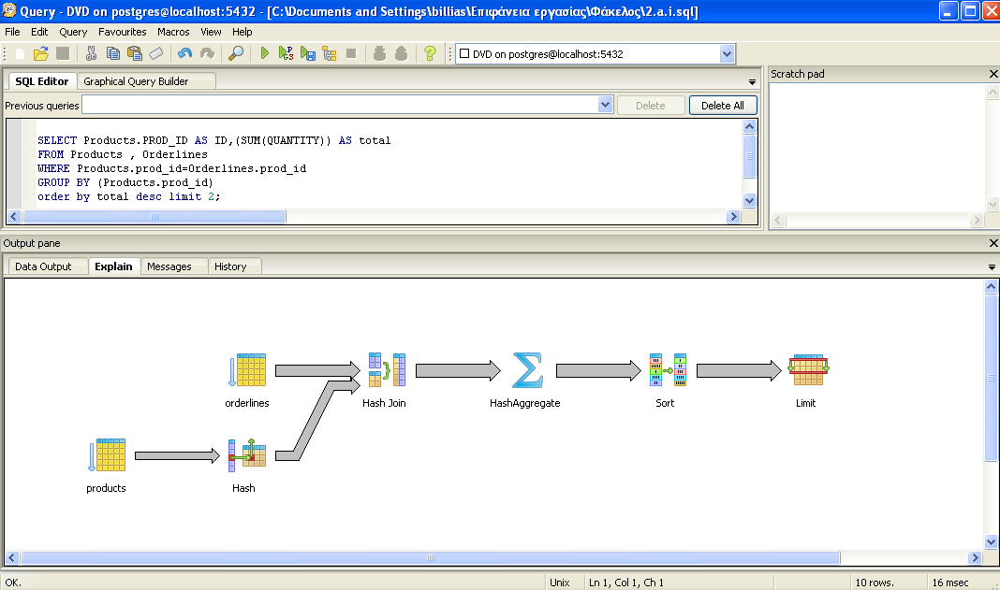 Query - DVD on postgres@localhost:5432 - [C:\Documents and Settings\billias\Επιφάνεια εργασίας\Φάκελος\2.a.i.sql]
File Edit Query Favourites Macros View Help
DVD on postgres@localhost:5432
SQL Editor Graphical Query Builder
Scratch pad
Previous queries Delete Delete All
SELECT Products.PROD_ID AS ID,(SUM(QUANTITY)) AS total
FROM Products , Orderlines
WHERE Products.prod_id=Orderlines.prod_id
GROUP BY (Products.prod_id)
order by total desc limit 2;
Output pane
Data Output Explain Messages History
orderlines Hash Join HashAggregate Sort Limit
products Hash
OK. Unix Ln 1, Col 1, Ch 1 10 rows. 16 msec